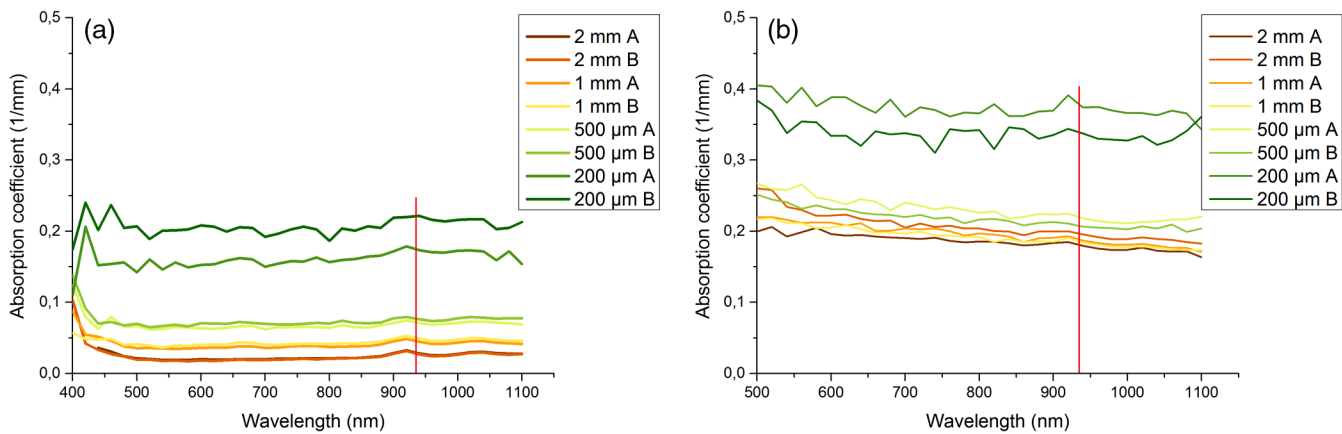 (a)
0,5
0,4
0,3
0,2
0,1
0,0
Absorption coefficient (1/mm)
400 500 600 700 800 900 1000 1100
Wavelength (nm)
2 mm A
2 mm B
1 mm A
1 mm B
500 µm A
500 µm B
200 µm A
200 µm B
(b)
0,5
0,4
0,3
0,2
0,1
0,0
Absorption coefficient (1/mm)
500 600 700 800 900 1000 1100
Wavelength (nm)
2 mm A
2 mm B
1 mm A
1 mm B
500 µm A
500 µm B
200 µm A
200 µm B